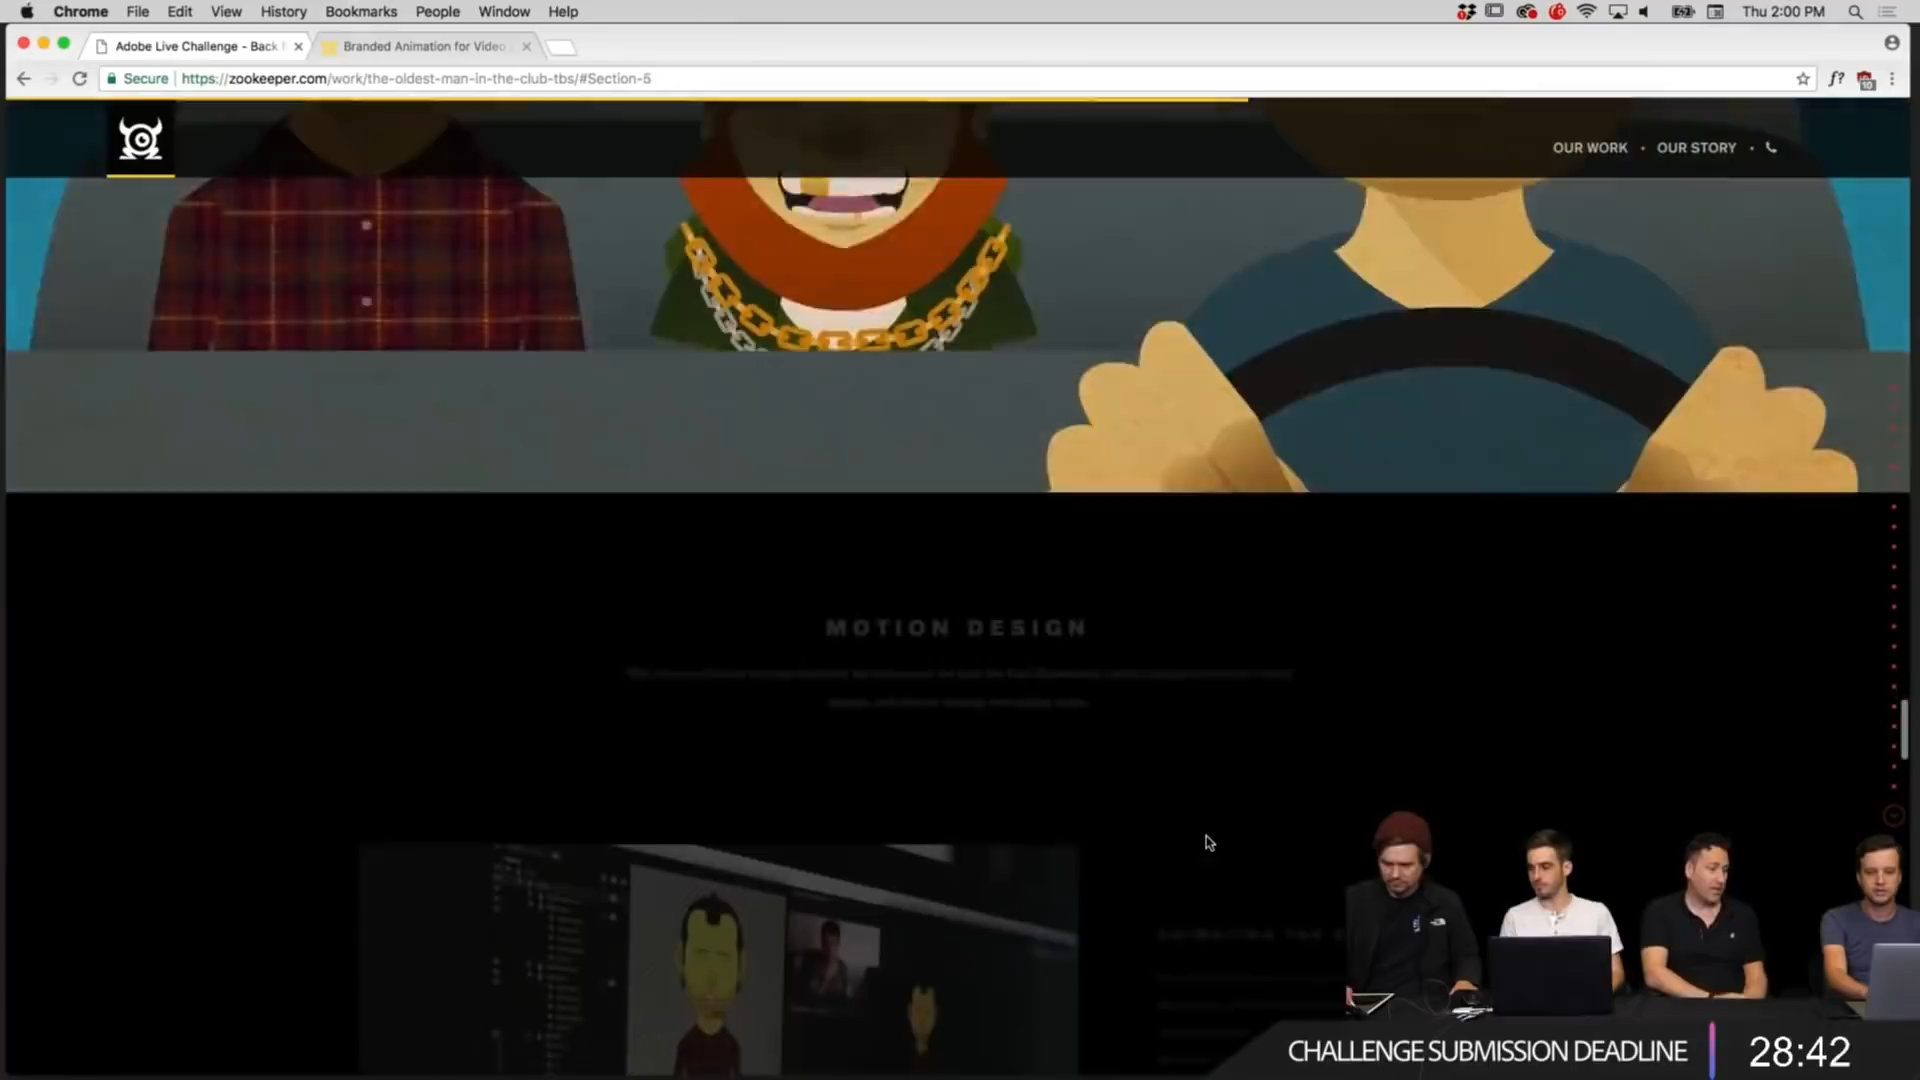 Chrome File Edit View History Bookmarks People Window Help
Thu 2:00 PM
Adobe Live Challenge - Back
Branded Animation for Video
Secure https://zookeeper.com/work/the-oldest-man-in-the-club-tbs/#Section-5
f?
10
OUR WORK • OUR STORY •
MOTION DESIGN
CHALLENGE SUBMISSION DEADLINE
28:42